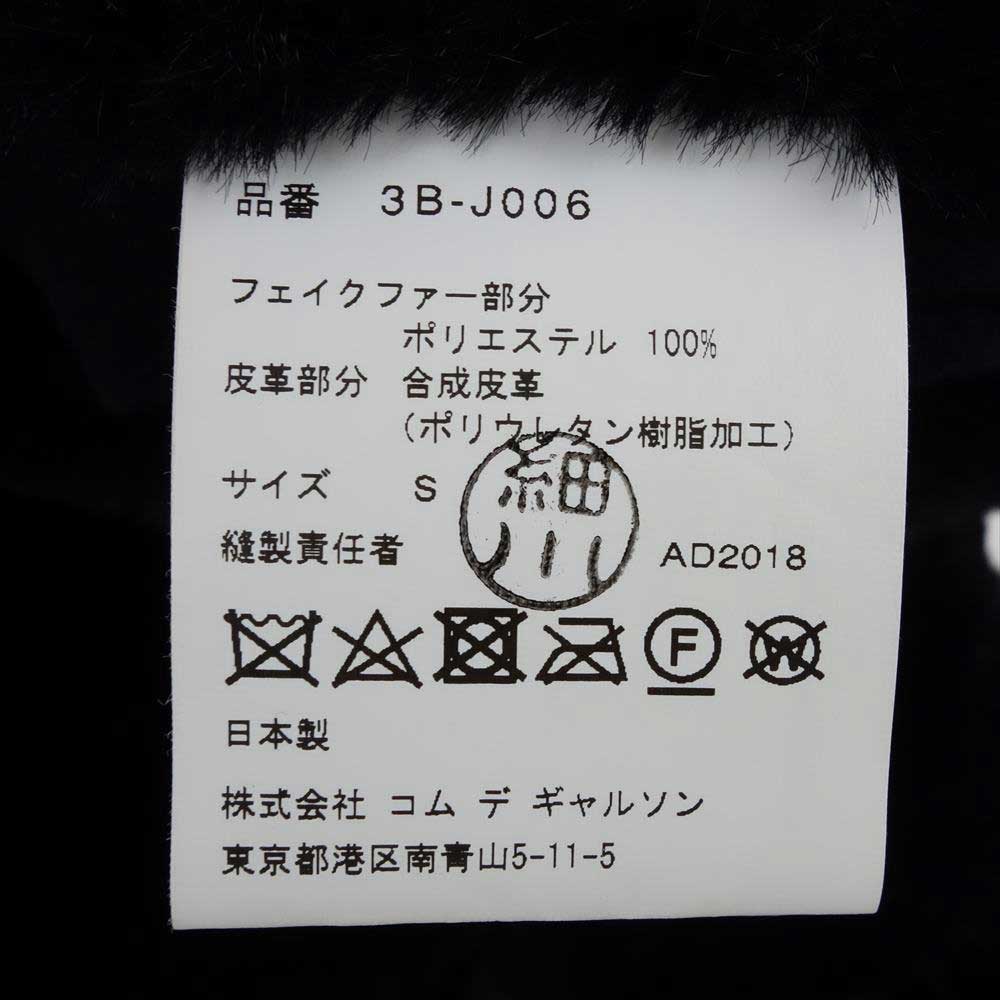 品番 3B-J006
フェイクファー部分
ポリエステル 100%
皮革部分 合成皮革
(ポリウレタン樹脂加工)
サイズ S
細川
縫製責任者 AD2018
F W
日本製
株式会社 コム デ ギャルソン
東京都港区南青山5-11-5